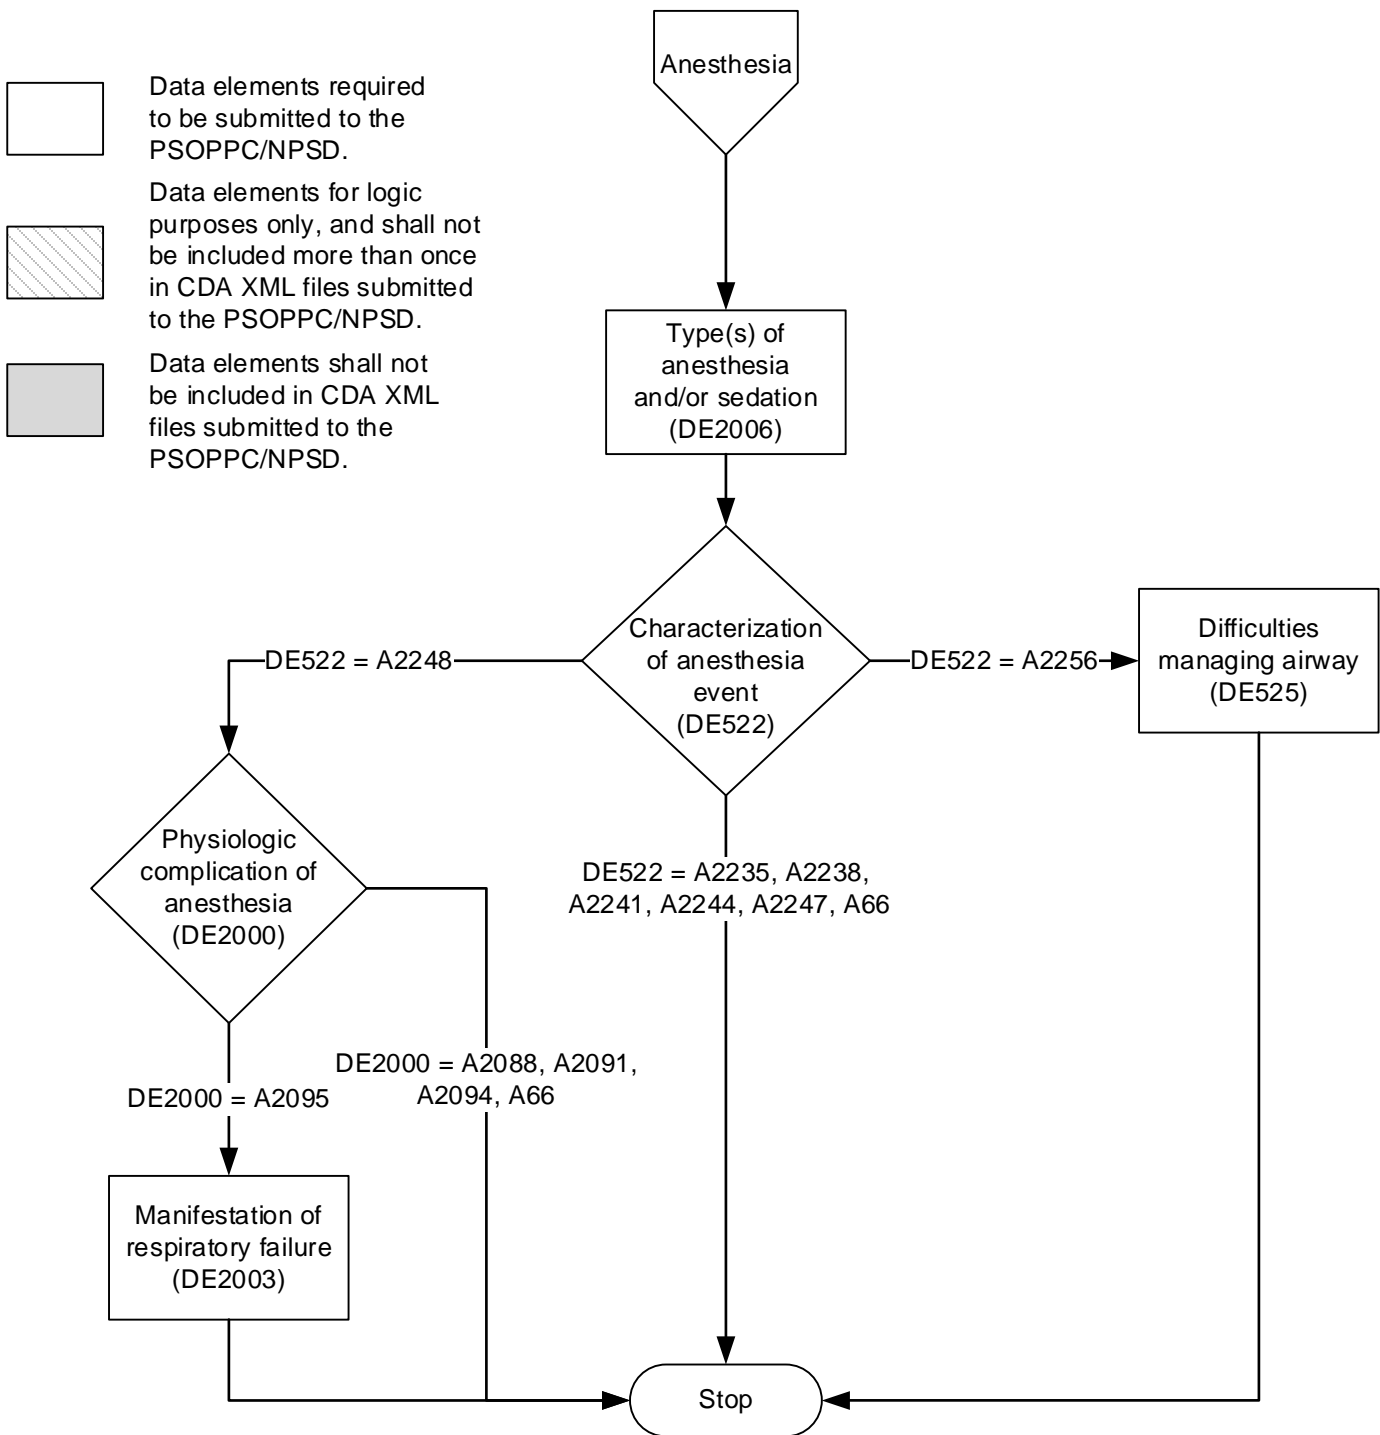 Anesthesia
Data elements required
to be submitted to the
PSOPPC/NPSD.
Data elements for logic
purposes only, and shall not
be included more than once
in CDA XML files submitted
to the PSOPPC/NPSD.
Data elements shall not
be included in CDA XML
files submitted to the
PSOPPC/NPSD.
Type(s) of
anesthesia
and/or sedation
(DE2006)
Characterization
of anesthesia
event
(DE522)
DE522 = A2248
DE522 = A2256
Difficulties
managing airway
(DE525)
Physiologic
complication of
anesthesia
(DE2000)
DE522 = A2235, A2238,
A2241, A2244, A2247, A66
DE2000 = A2095
DE2000 = A2088, A2091,
A2094, A66
Manifestation of
respiratory failure
(DE2003)
Stop